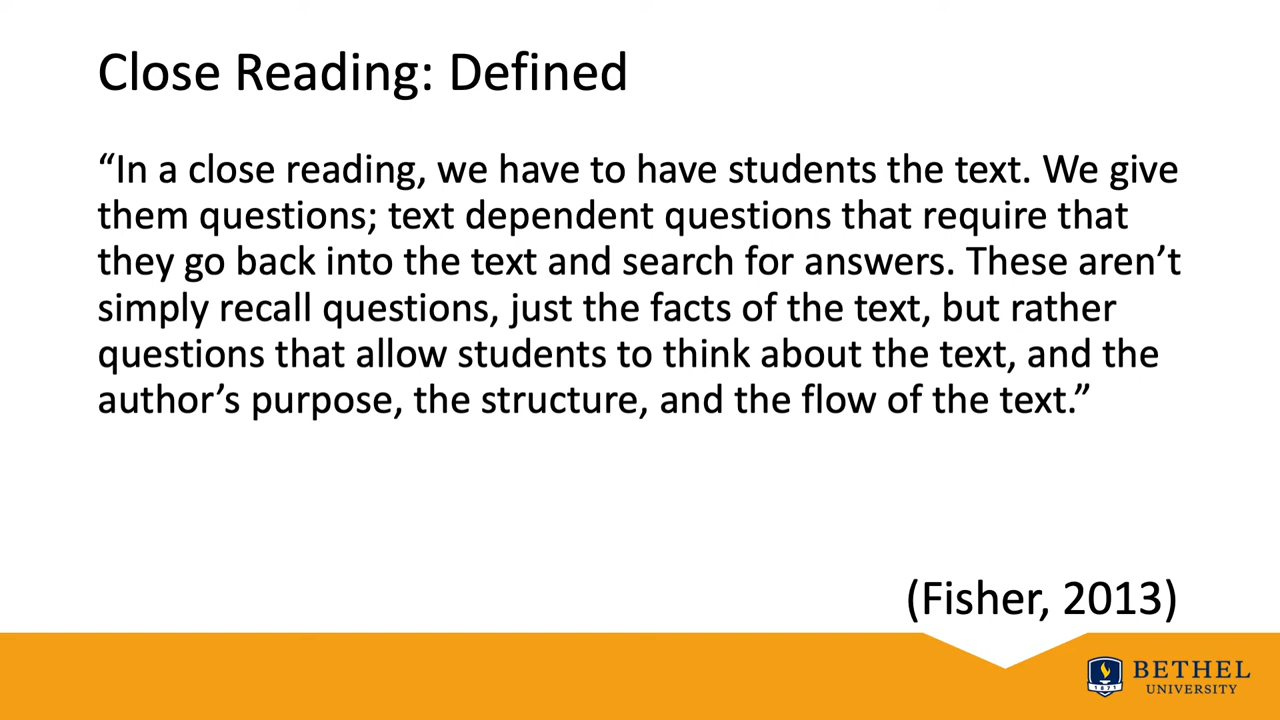 Close Reading: Defined
“In a close reading, we have to have students the text. We give
them questions; text dependent questions that require that
they go back into the text and search for answers. These aren’t
simply recall questions, just the facts of the text, but rather
questions that allow students to think about the text, and the
author’s purpose, the structure, and the flow of the text.”
(Fisher, 2013)
1871
BETHEL
UNIVERSITY